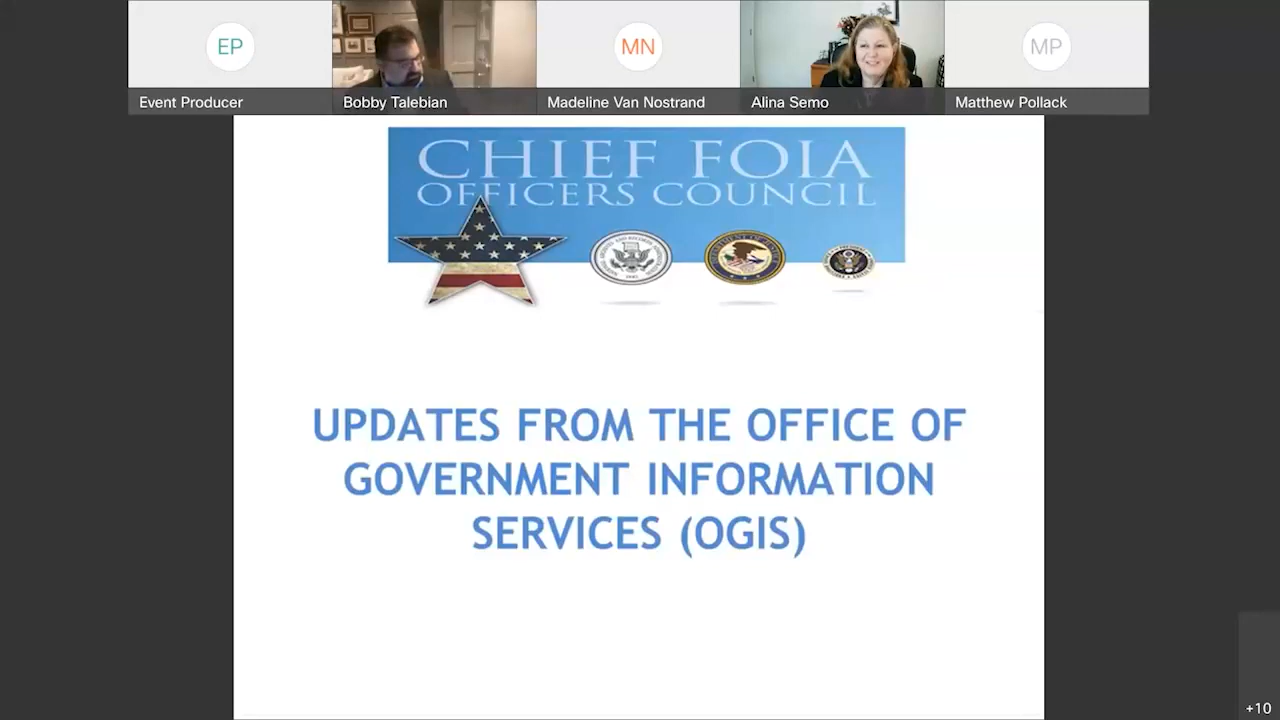 EP
MN
MP
Event Producer
Bobby Talebian
Madeline Van Nostrand
Alina Semo
Matthew Pollack
CHIEF FOIA
OFFICERS COUNCIL
UPDATES FROM THE OFFICE OF
GOVERNMENT INFORMATION
SERVICES (OGIS)
+10